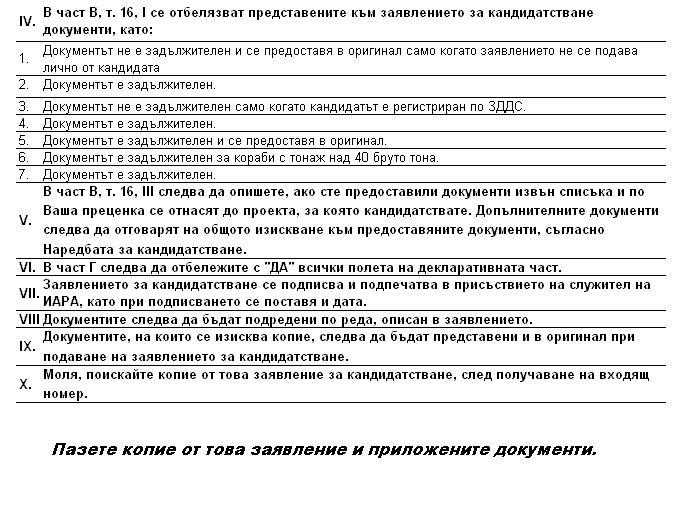 IV. В част В, т. 16, I се отбелязват представените към заявлението за кандидатстване
документи, като:
1. Документът не е задължителен и се предоставя в оригинал само когато заявлението не се подава
лично от кандидата
2. Документът е задължителен.
3. Документът не е задължителен само когато кандидатът е регистриран по ЗДДС.
4. Документът е задължителен.
5. Документът е задължителен и се предоставя в оригинал.
6. Документът е задължителен за кораби с тонаж над 40 бруто тона.
7. Документът е задължителен.
V. В част В, т. 16, III следва да опишете, ако сте предоставили документи извън списъка и по
Ваша преценка се отнасят до проекта, за която кандидатствате. Допълнителните документи
следва да отговарят на общото изискване към предоставяните документи, съгласно
Наредбата за кандидатстване.
VI. В част Г следва да отбележите с "ДА" всички полета на декларативната част.
VII. Заявлението за кандидатстване се подписва и подпечатва в присъствието на служител на
ИАРА, като при подписването се поставя и дата.
VIII Документите следва да бъдат подредени по реда, описан в заявлението.
IX. Документите, на които се изисква копие, следва да бъдат представени и в оригинал при
подаване на заявлението за кандидатстване.
X. Моля, поискайте копие от това заявление за кандидатстване, след получаване на входящ
номер.
Пазете копие от това заявление и приложените документи.